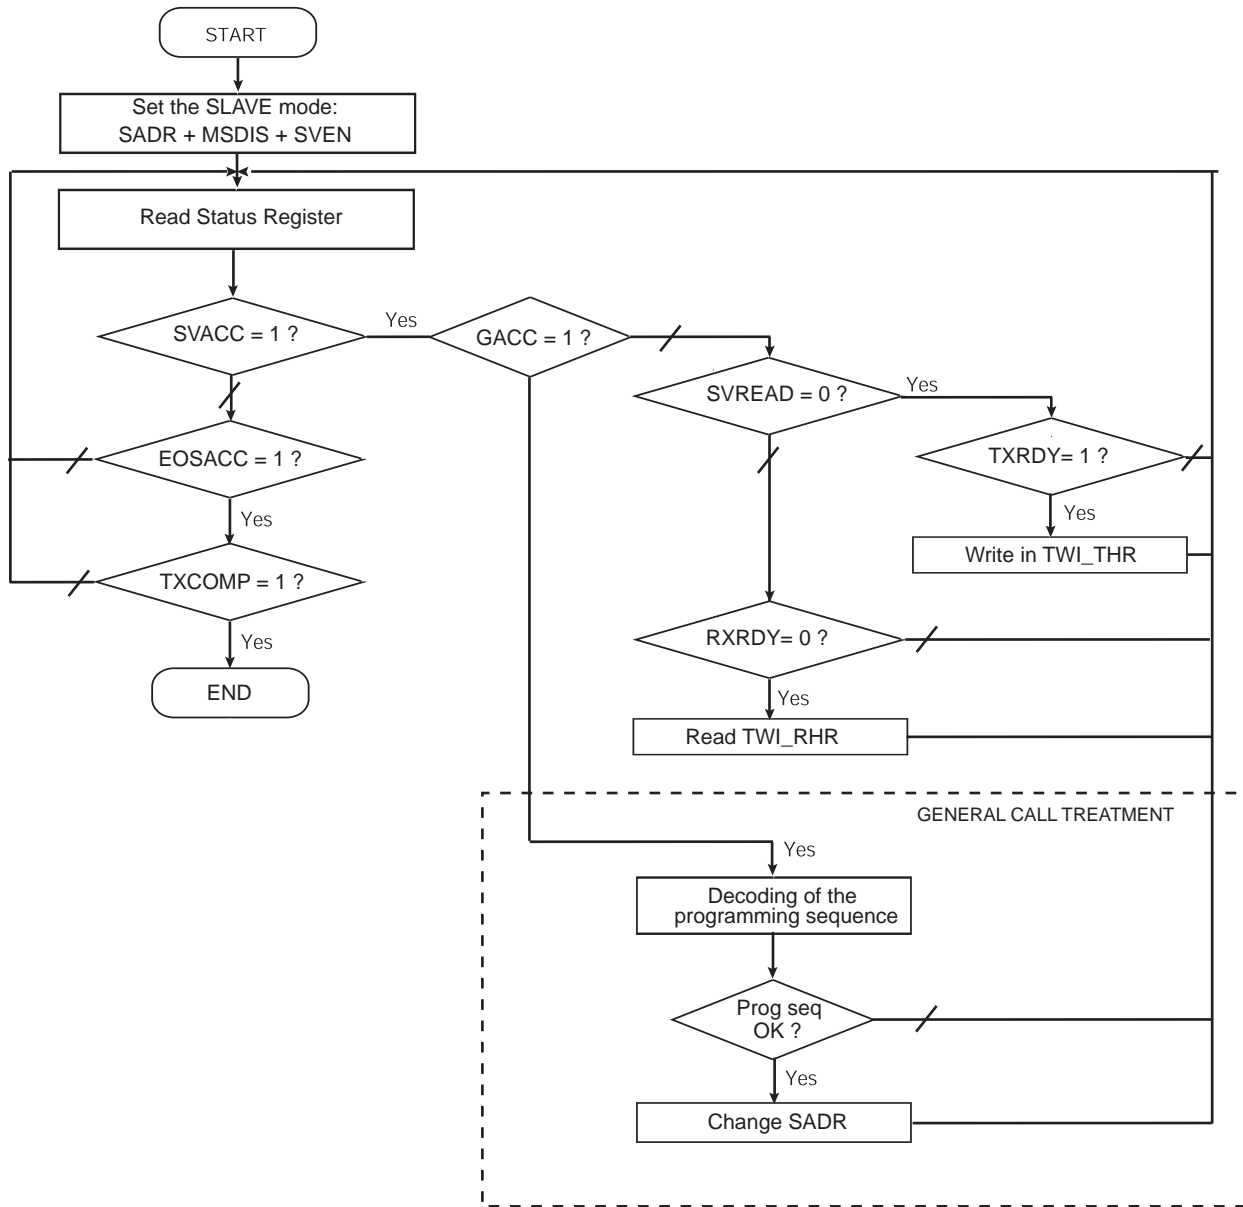 START
Set the SLAVE mode:
SADR + MSDIS + SVEN
Read Status Register
SVACC = 1 ?
Yes
GACC = 1 ?
SVREAD = 0 ?
Yes
EOSACC = 1 ?
TXRDY= 1 ?
Yes
Yes
Write in TWI_THR
TXCOMP = 1 ?
Yes
RXRDY= 0 ?
END
Yes
Read TWI_RHR
GENERAL CALL TREATMENT
Yes
Decoding of the
programming sequence
Prog seq
OK ?
Yes
Change SADR